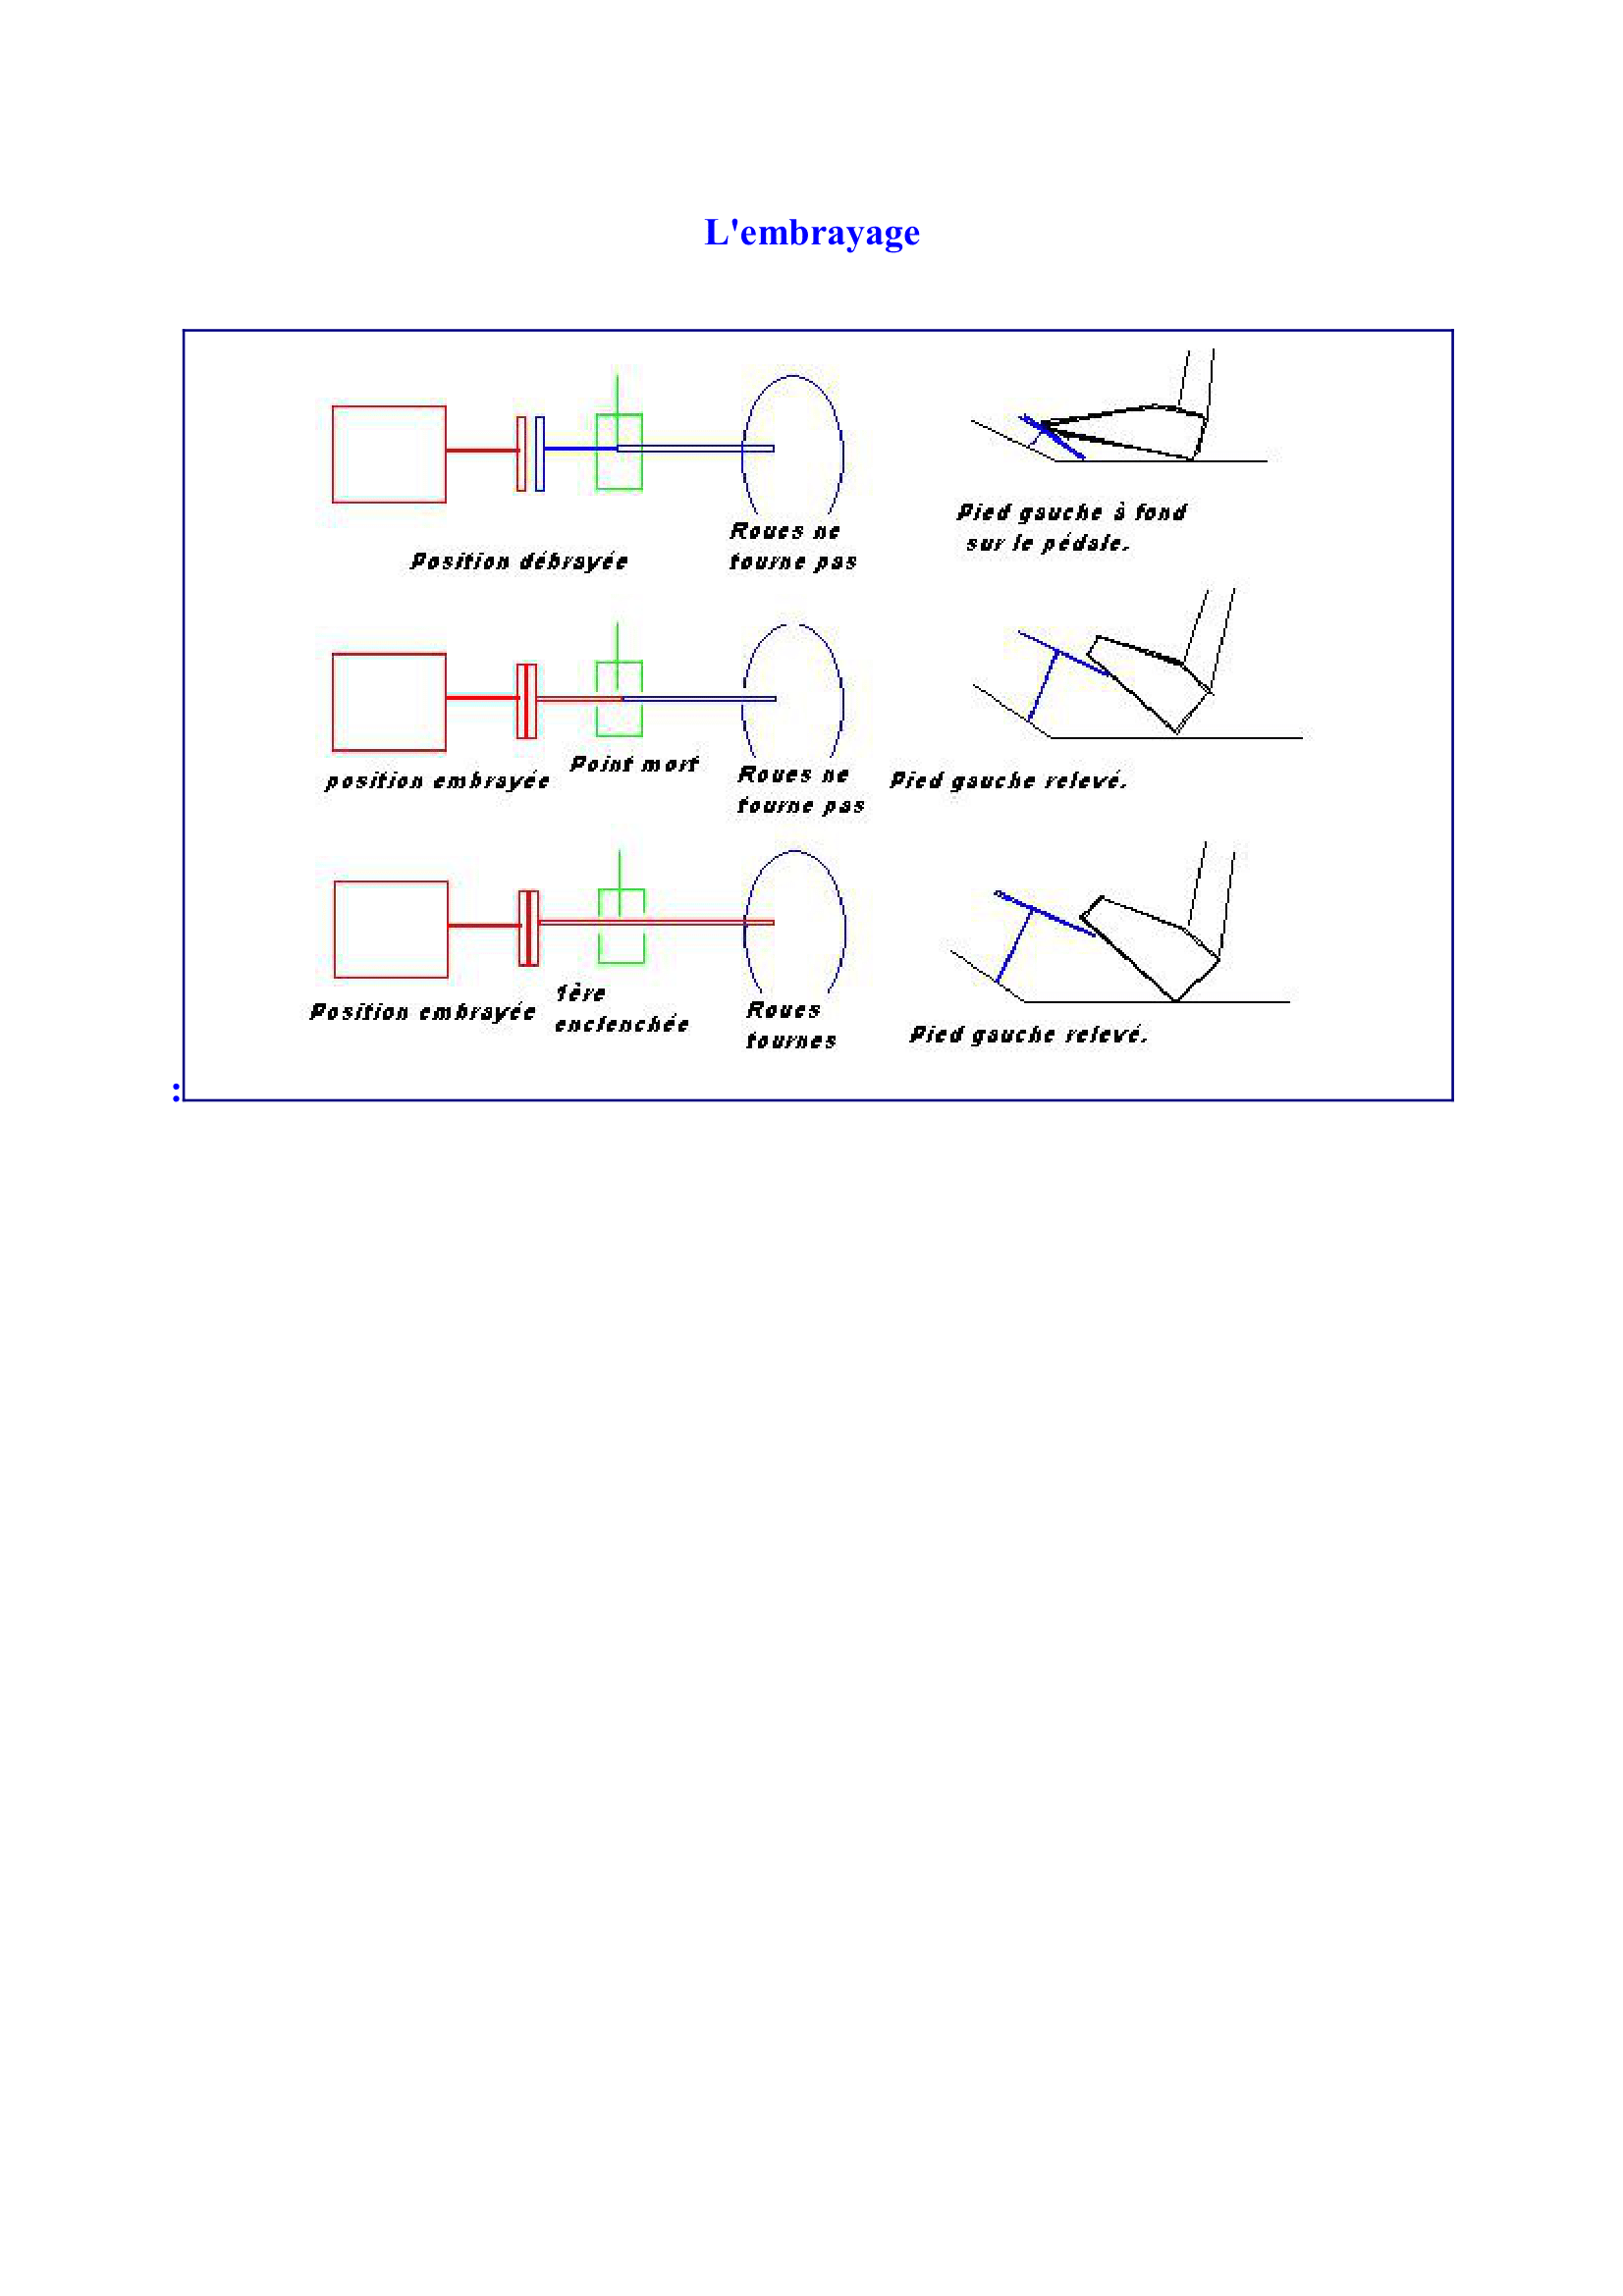 L'embrayage
Roues ne
tourne pas
Position débrayée
Pied gauche à fond
sur le pédale.
position embrayée
Point mort
Roues ne
tourne pas
Pied gauche relevé.
Position embrayée
1ère
enclenchée
Roues
tournes
Pied gauche relevé.
: